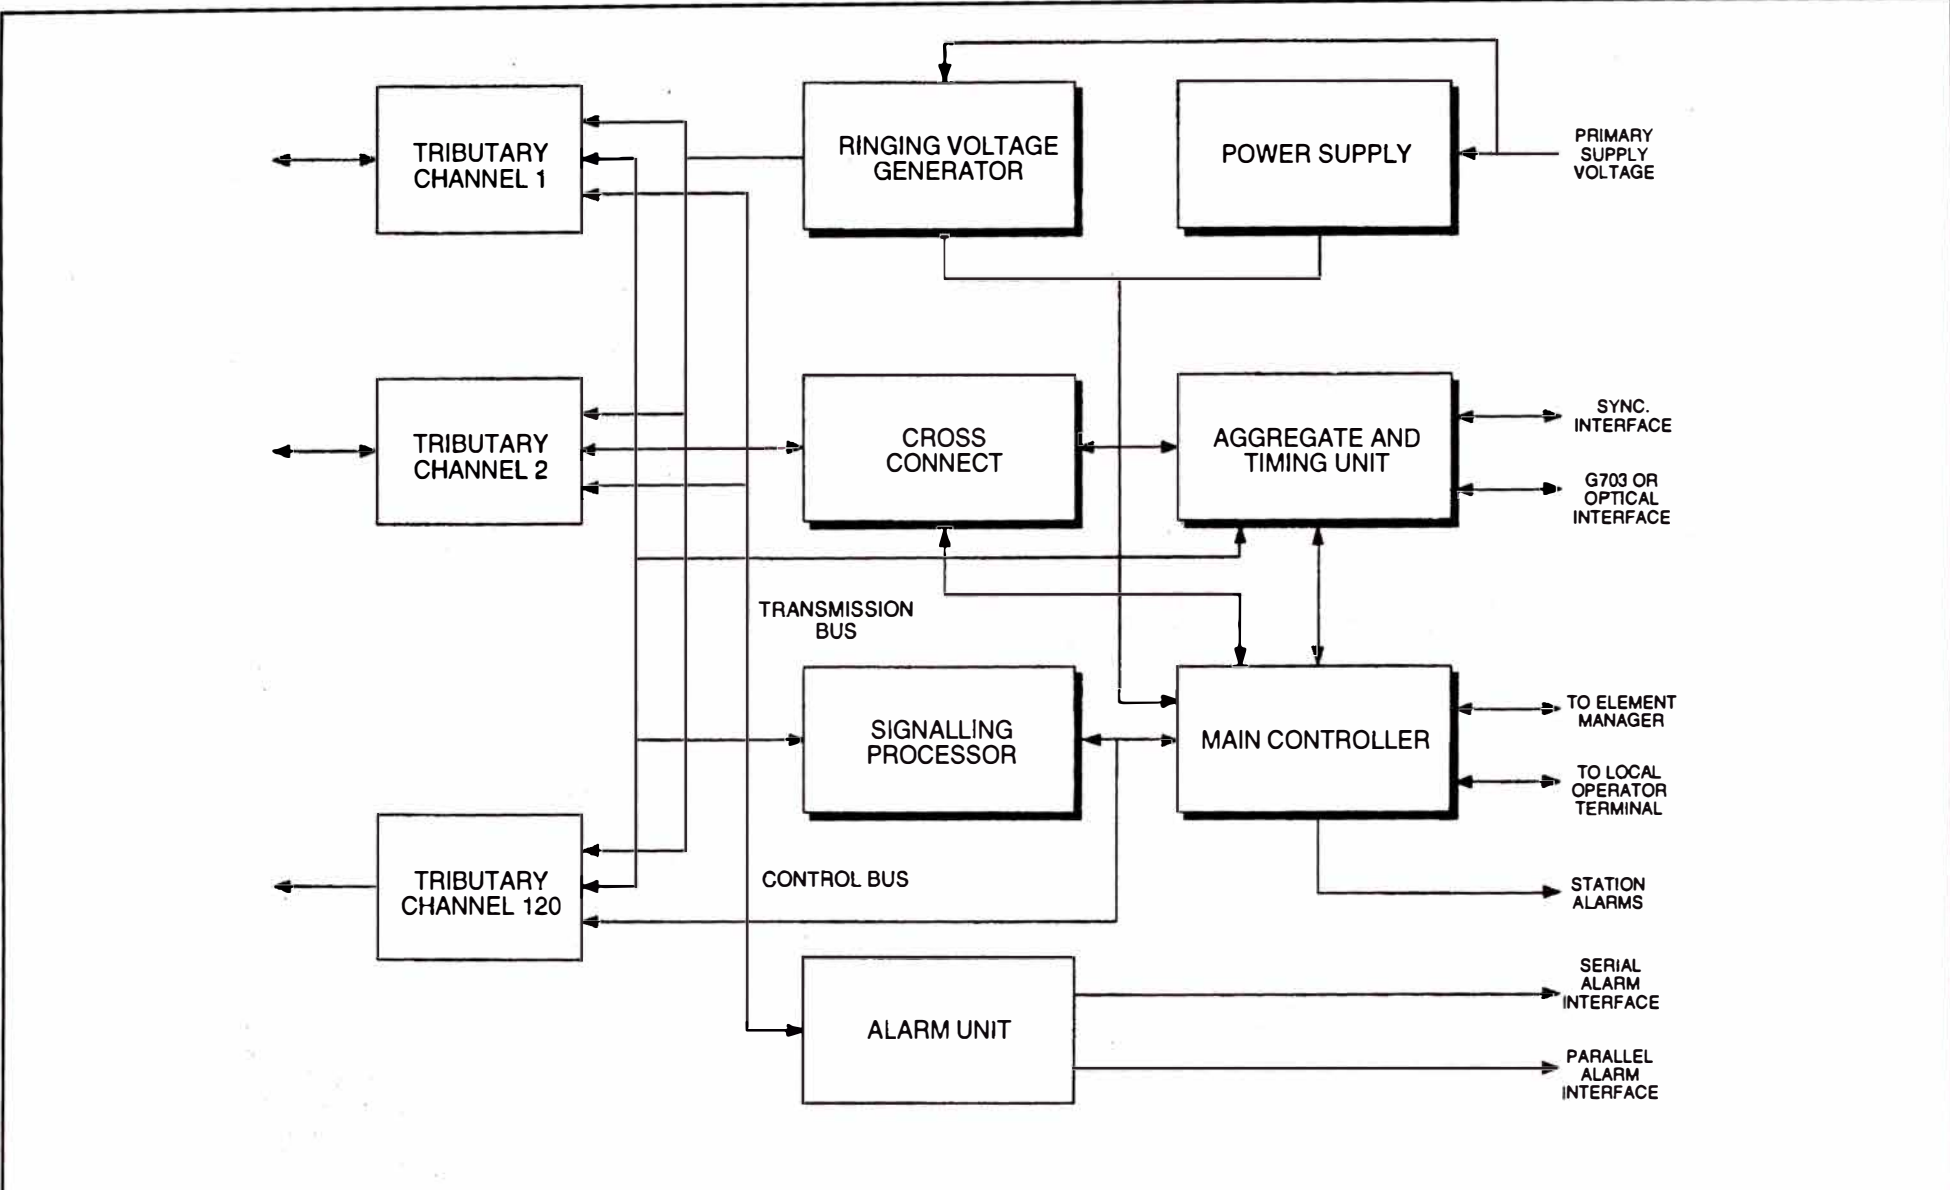 TRIBUTARY
CHANNEL 1
RINGING VOLTAGE
GENERATOR
POWER SUPPLY
PRIMARY
SUPPLY
VOLTAGE
TRIBUTARY
CHANNEL 2
CROSS
CONNECT
AGGREGATE AND
TIMING UNIT
SYNC.
INTERFACE
G703 OR
OPTICAL
INTERFACE
TRANSMISSION
BUS
SIGNALLING
PROCESSOR
MAIN CONTROLLER
TO ELEMENT
MANAGER
TO LOCAL
OPERATOR
TERMINAL
TRIBUTARY
CHANNEL 120
CONTROL BUS
STATION
ALARMS
ALARM UNIT
SERIAL
ALARM
INTERFACE
PARALLEL
ALARM
INTERFACE